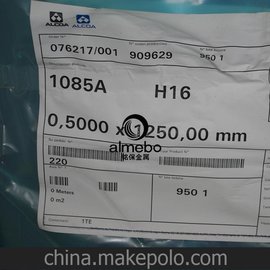 ALCOA ALCOA
076217/001 909629 950 1
1085A H16
0,5000 x 1250,00 mm
almebo
铭保金属
220
950 1
0 Meters
0 m2
1TE
china.makepolo.com